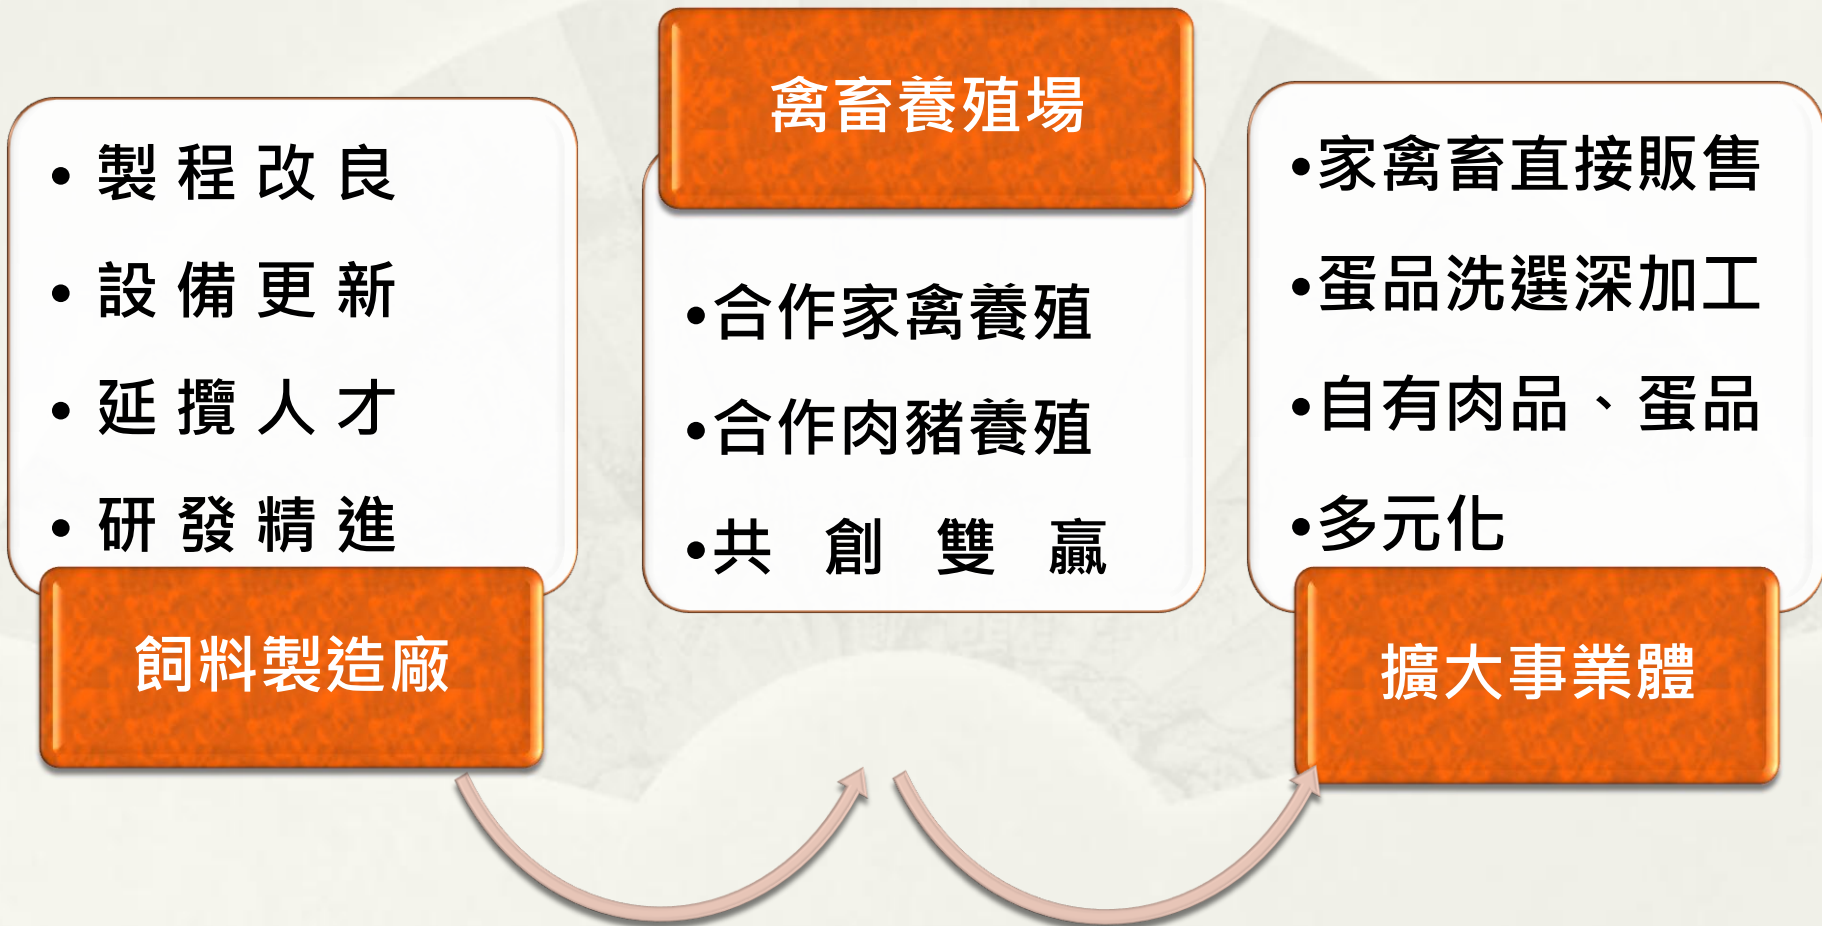 • 製程改良
• 設備更新
• 延攬人才
• 研發精進
飼料製造廠
禽畜養殖場
•合作家禽養殖
•合作肉豬養殖
•共創雙贏
•家禽畜直接販售
•蛋品洗選深加工
•自有肉品、蛋品
•多元化
擴大事業體